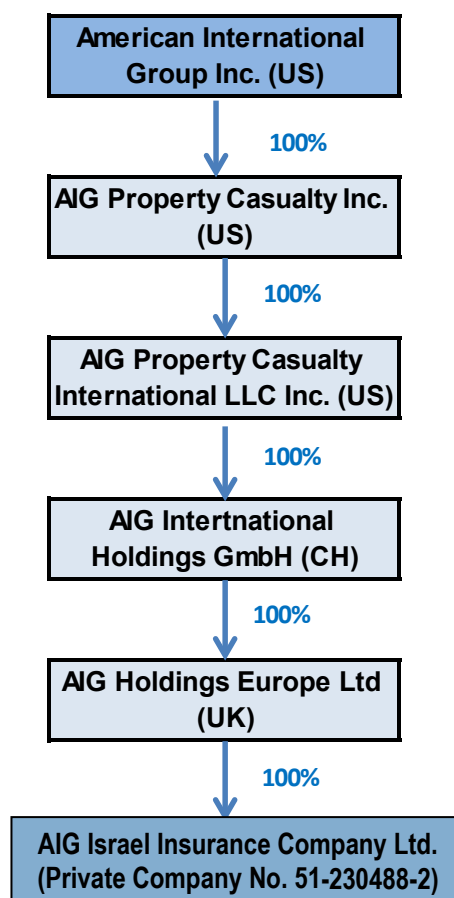 American International
Group Inc. (US)
100%
AIG Property Casualty Inc.
(US)
100%
AIG Property Casualty
International LLC Inc. (US)
100%
AIG Intertnational
Holdings GmbH (CH)
100%
AIG Holdings Europe Ltd
(UK)
100%
AIG Israel Insurance Company Ltd.
(Private Company No. 51-230488-2)